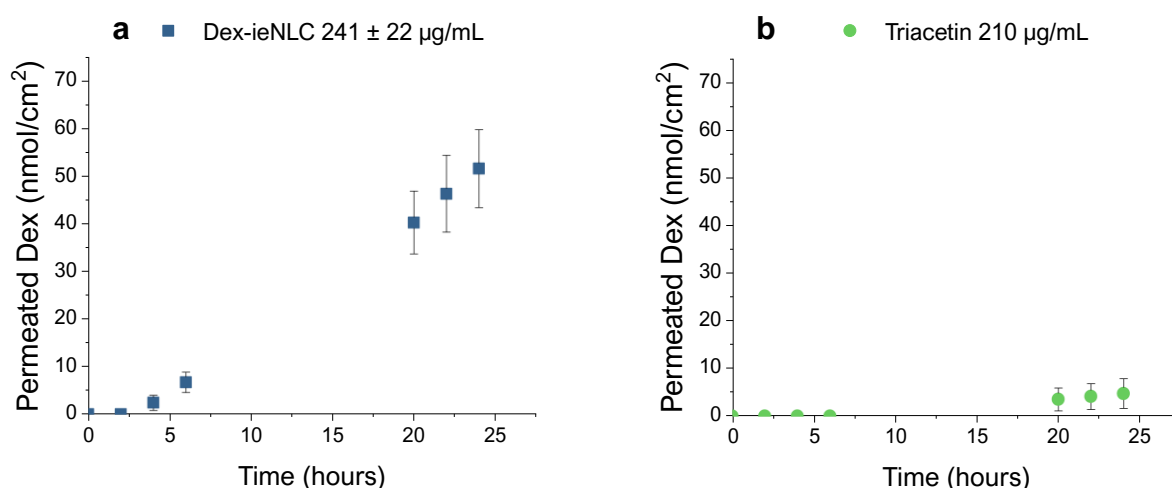 a Dex-ieNLC 241 ± 22 µg/mL
Permeated Dex (nmol/cm²)
70
60
50
40
30
20
10
0
0 5 10 15 20 25
Time (hours)
b Triacetin 210 µg/mL
Permeated Dex (nmol/cm²)
70
60
50
40
30
20
10
0
0 5 10 15 20 25
Time (hours)